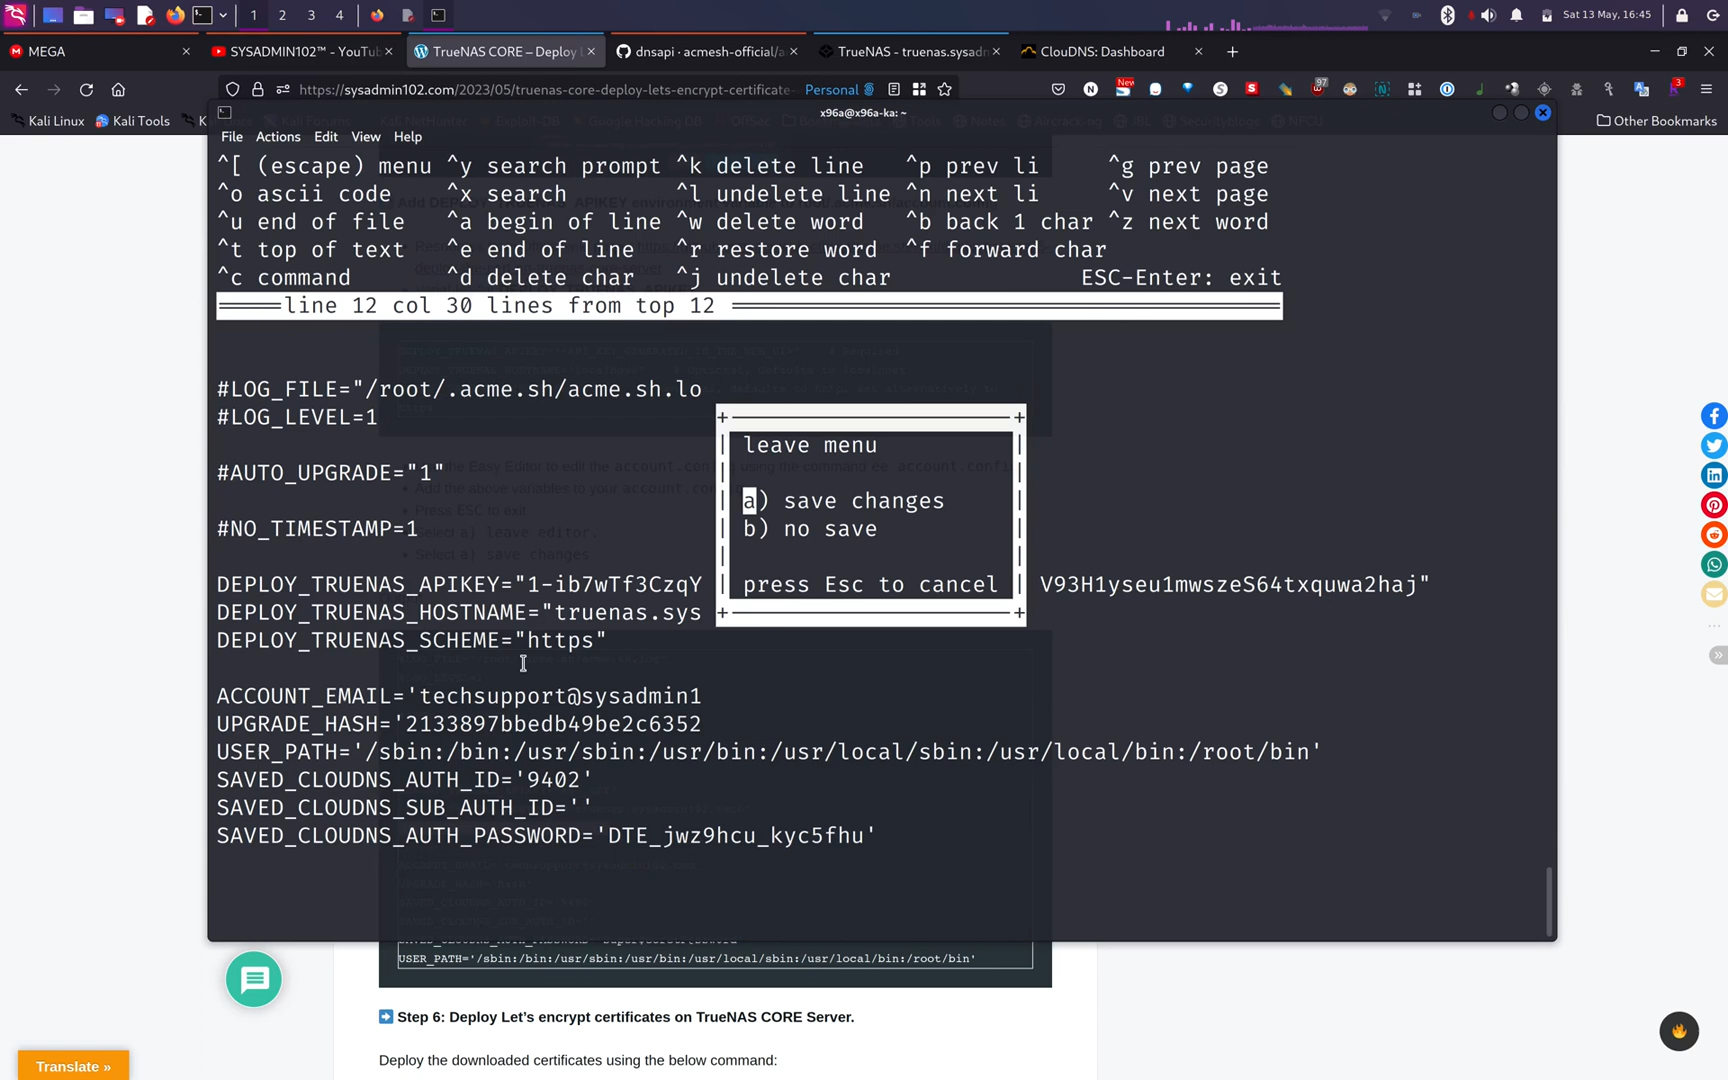 1 2 3 4
Sat 13 May, 16:45
MEGA
SYSADMIN102™ - YouTu
TrueNAS CORE – Deploy L
dnsapi · acmesh-official/a
TrueNAS - truenas.sysadn
ClouDNS: Dashboard
https://sysadmin102.com/2023/05/truenas-core-deploy-lets-encrypt-certificate-
Personal
New
97
3
Kali Linux
Kali Tools
Other Bookmarks
x96a@x96a-ka: ~
File Actions Edit View Help
^[ (escape) menu ^y search prompt ^k delete line ^p prev li ^g prev page
^o ascii code ^x search ^l undelete line ^n next li ^v next page
^u end of file ^a begin of line ^w delete word ^b back 1 char ^z next word
^t top of text ^e end of line ^r restore word ^f forward char
^c command ^d delete char ^j undelete char ESC-Enter: exit
=====line 12 col 30 lines from top 12
#LOG_FILE="/root/.acme.sh/acme.sh.lo
#LOG_LEVEL=1
leave menu
#AUTO_UPGRADE="1"
a) save changes
#NO_TIMESTAMP=1
b) no save
DEPLOY_TRUENAS_APIKEY="1-ib7wTf3CzqY press Esc to cancel V93H1yseu1mwszeS64txquwa2haj"
DEPLOY_TRUENAS_HOSTNAME="truenas.sys
DEPLOY_TRUENAS_SCHEME="https"
ACCOUNT_EMAIL='techsupport@sysadmin1
UPGRADE_HASH='2133897bbedb49be2c6352
USER_PATH='/sbin:/bin:/usr/sbin:/usr/bin:/usr/local/sbin:/usr/local/bin:/root/bin'
SAVED_CLOUDNS_AUTH_ID='9402'
SAVED_CLOUDNS_SUB_AUTH_ID=''
SAVED_CLOUDNS_AUTH_PASSWORD='DTE_jwz9hcu_kyc5fhu'
USER_PATH='/sbin:/bin:/usr/sbin:/usr/bin:/usr/local/sbin:/usr/local/bin:/root/bin'
Step 6: Deploy Let's encrypt certificates on TrueNAS CORE Server.
Deploy the downloaded certificates using the below command:
Translate »